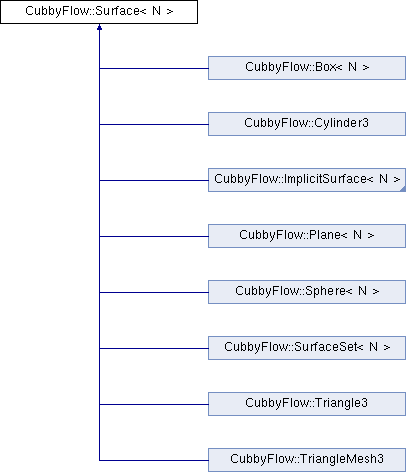 CubbyFlow::Surface< N >
CubbyFlow::Box< N >
CubbyFlow::Cylinder3
CubbyFlow::ImplicitSurface< N >
CubbyFlow::Plane< N >
CubbyFlow::Sphere< N >
CubbyFlow::SurfaceSet< N >
CubbyFlow::Triangle3
CubbyFlow::TriangleMesh3